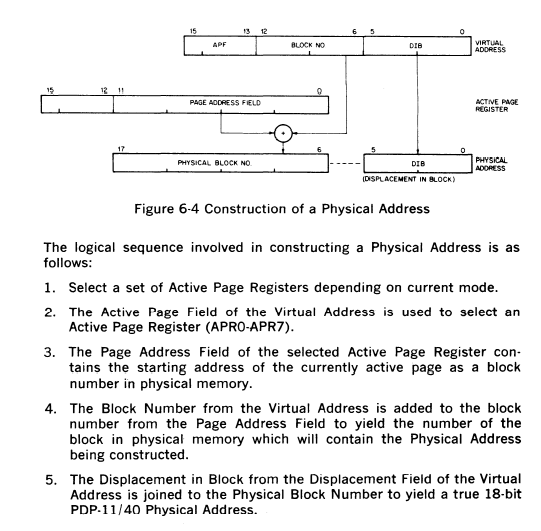 15 13 12 6 5 0
APF BLOCK NO DIB VIRTUAL
ADDRESS
15 12 11 0
PAGE ADDRESS FIELD ACTIVE PAGE
REGISTER
+
17 6 5 0
PHYSICAL BLOCK NO. DIB PHYSICAL
ADDRESS
(DISPLACEMENT IN BLOCK)
Figure 6-4 Construction of a Physical Address
The logical sequence involved in constructing a Physical Address is as
follows:
1. Select a set of Active Page Registers depending on current mode.
2. The Active Page Field of the Virtual Address is used to select an
Active Page Register (APR0-APR7).
3. The Page Address Field of the selected Active Page Register con-
tains the starting address of the currently active page as a block
number in physical memory.
4. The Block Number from the Virtual Address is added to the block
number from the Page Address Field to yield the number of the
block in physical memory which will contain the Physical Address
being constructed.
5. The Displacement in Block from the Displacement Field of the Virtual
Address is joined to the Physical Block Number to yield a true 18-bit
PDP-11/40 Physical Address.